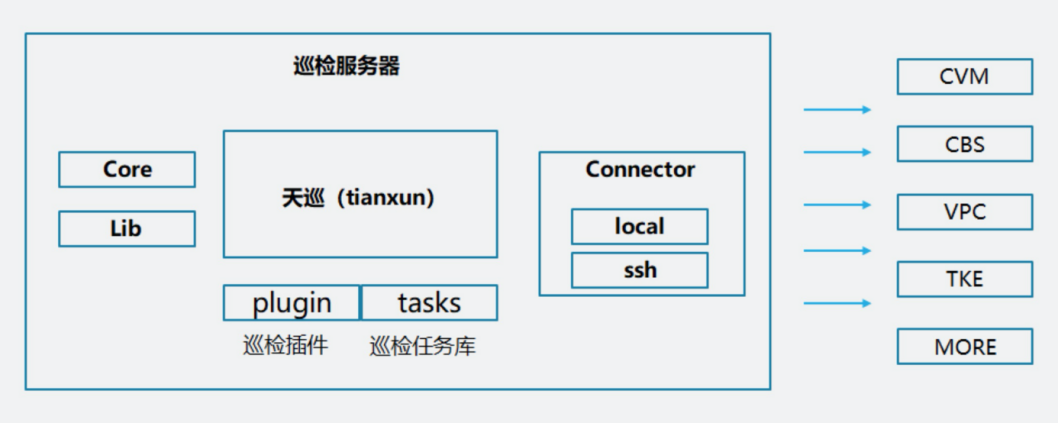 巡检服务器
Core
Lib
天巡（tianxun）
plugin
tasks
巡检插件
巡检任务库
Connector
local
ssh
CVM
CBS
VPC
TKE
MORE